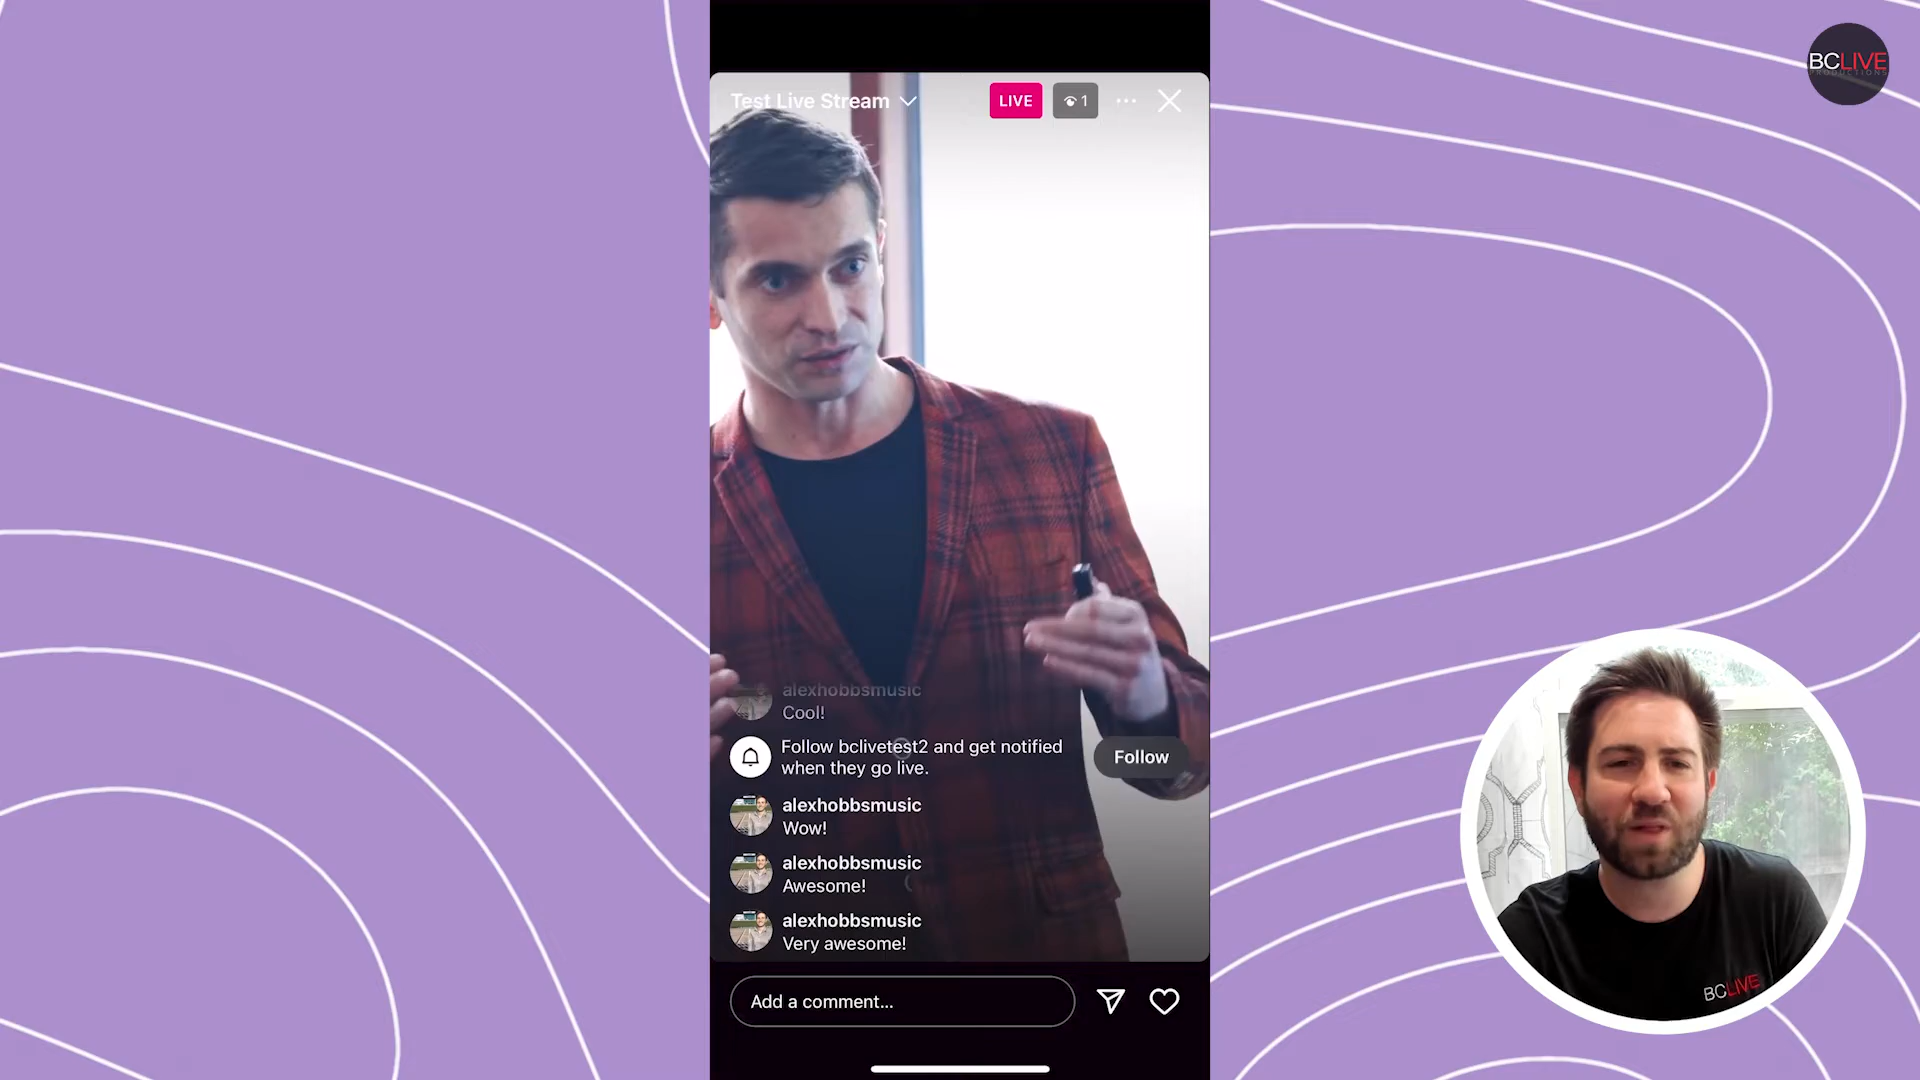 BCLIVE
PRODUCTIONS
Test Live Stream
LIVE
1
alexhobbsmusic
Cool!
Follow bclivetest2 and get notified
when they go live.
Follow
alexhobbsmusic
Wow!
alexhobbsmusic
Awesome!
alexhobbsmusic
Very awesome!
Add a comment...
BCLIVE